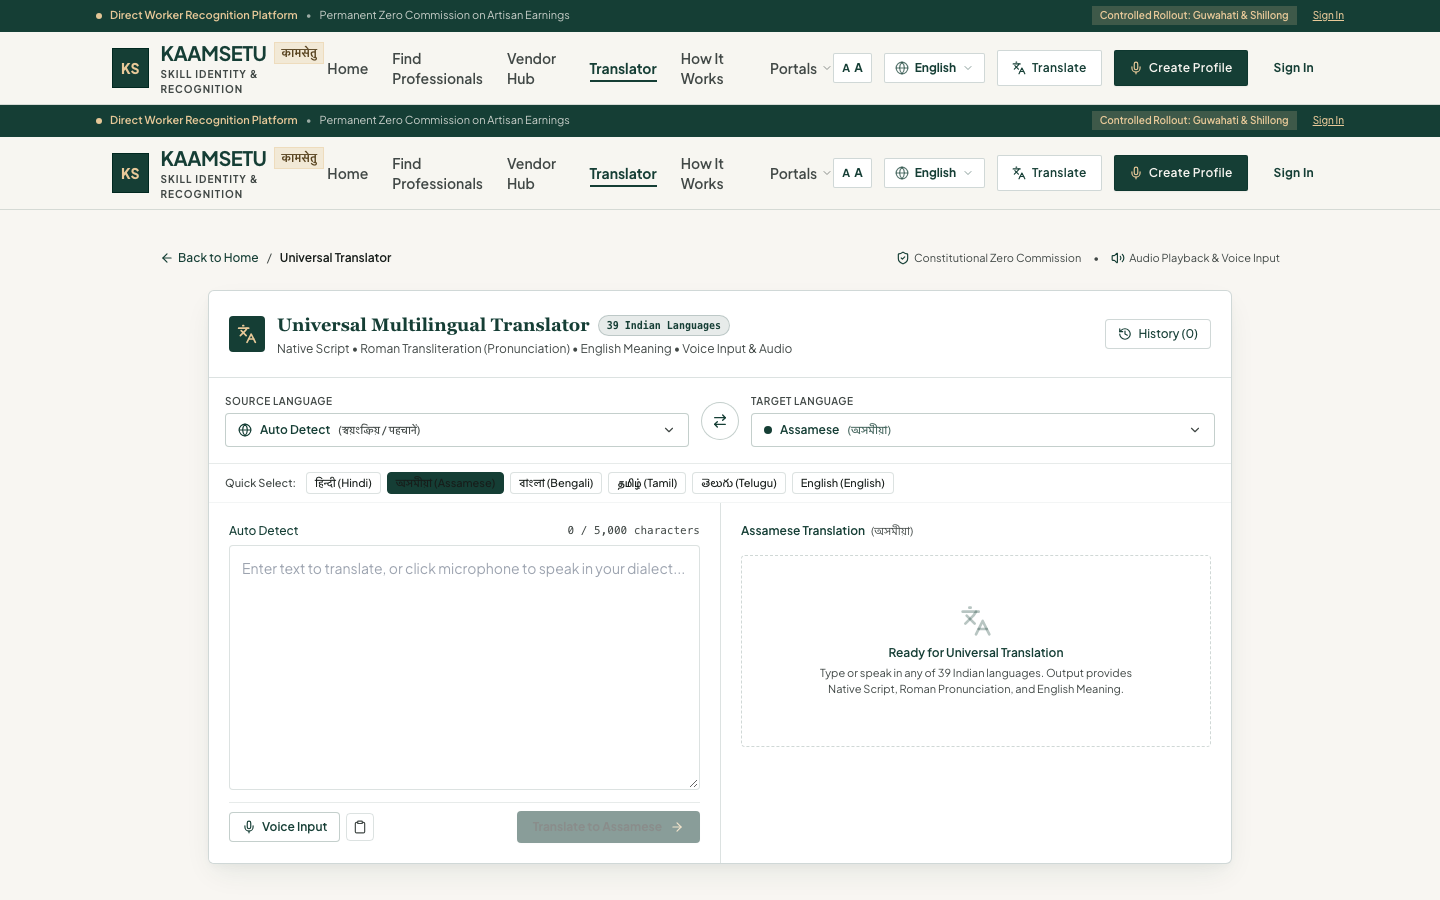 Direct Worker Recognition Platform • Permanent Zero Commission on Artisan Earnings Controlled Rollout: Guwahati & Shillong Sign In
KS KAAMSETU कामसेतु
SKILL IDENTITY & RECOGNITION
Home Find Professionals Vendor Hub Translator How It Works Portals A A English Translate Create Profile Sign In
Direct Worker Recognition Platform • Permanent Zero Commission on Artisan Earnings Controlled Rollout: Guwahati & Shillong Sign In
KS KAAMSETU कामसेतु
SKILL IDENTITY & RECOGNITION
Home Find Professionals Vendor Hub Translator How It Works Portals A A English Translate Create Profile Sign In
Back to Home / Universal Translator Constitutional Zero Commission • Audio Playback & Voice Input
Universal Multilingual Translator 39 Indian Languages
Native Script • Roman Transliteration (Pronunciation) • English Meaning • Voice Input & Audio
History (0)
SOURCE LANGUAGE TARGET LANGUAGE
Auto Detect (स्वयंक्रिय / पहचानें) Assamese (অসমীয়া)
Quick Select: हिन्दी (Hindi) অসমীয়া (Assamese) বাংলা (Bengali) தமிழ் (Tamil) తెలుగు (Telugu) English (English)
Auto Detect 0 / 5,000 characters Assamese Translation (অসমীয়া)
Enter text to translate, or click microphone to speak in your dialect...
Ready for Universal Translation
Type or speak in any of 39 Indian languages. Output provides
Native Script, Roman Pronunciation, and English Meaning.
Voice Input Translate to Assamese